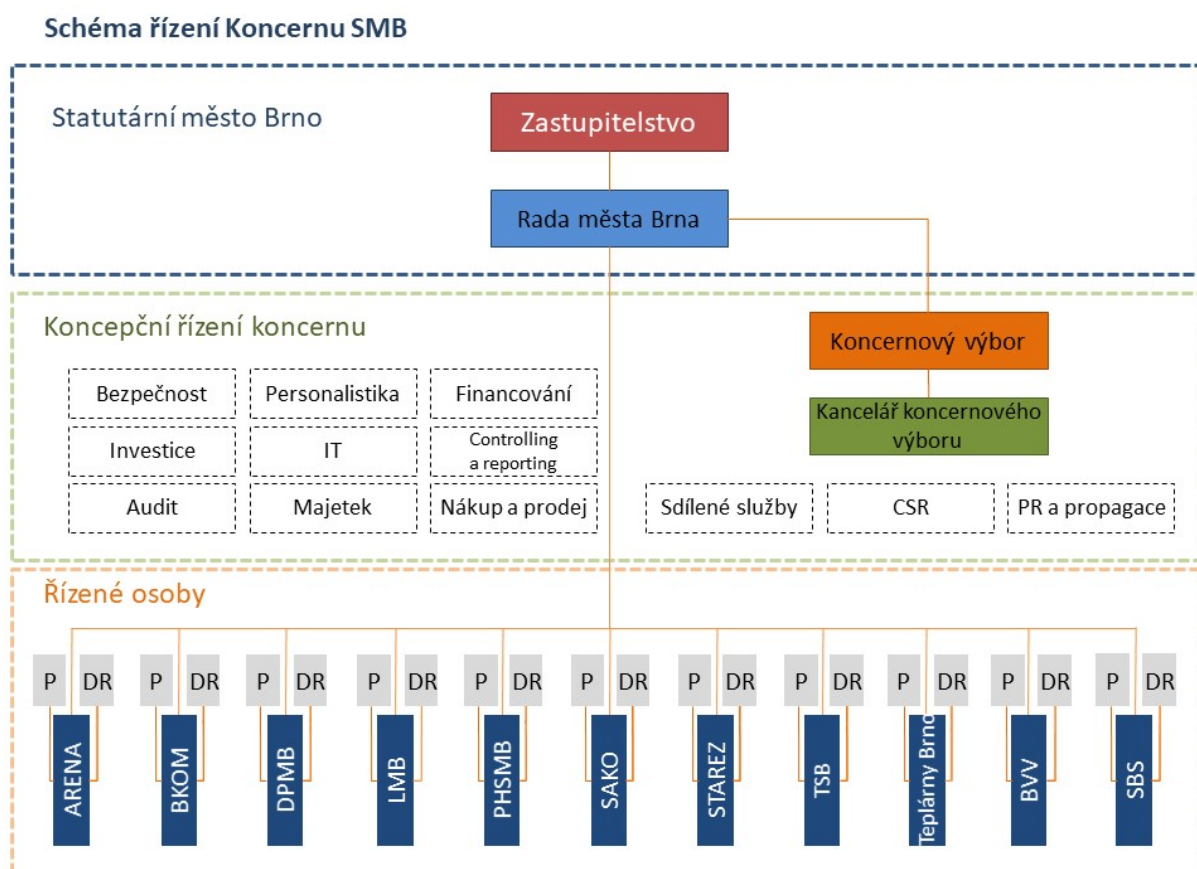 Schéma řízení Koncernu SMB
Statutární město Brno
Zastupitelstvo
Rada města Brna
Koncepční řízení koncernu
Koncernový výbor
Kancelář koncernového
výboru
Bezpečnost
Personalistika
Financování
Investice
IT
Controlling
a reporting
Audit
Majetek
Nákup a prodej
Sdílené služby
CSR
PR a propagace
Řízené osoby
P
DR
P
DR
P
DR
P
DR
P
DR
P
DR
P
DR
P
DR
P
DR
P
DR
P
DR
ARENA
BKOM
DPMB
LMB
PHSMB
SAKO
STAREZ
TSB
Teplárny Brno
BVV
SBS